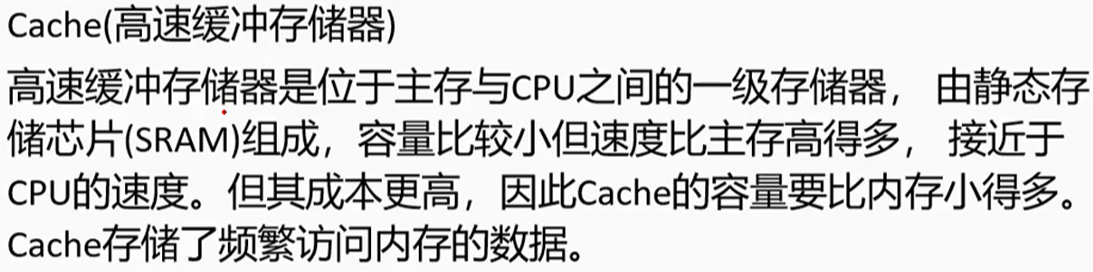 Cache(高速缓冲存储器)
高速缓冲存储器是位于主存与CPU之间的一级存储器， 由静态存
储芯片(SRAM)组成，容量比较小但速度比主存高得多， 接近于
CPU的速度。但其成本更高，因此Cache的容量要比内存小得多。
Cache存储了频繁访问内存的数据。